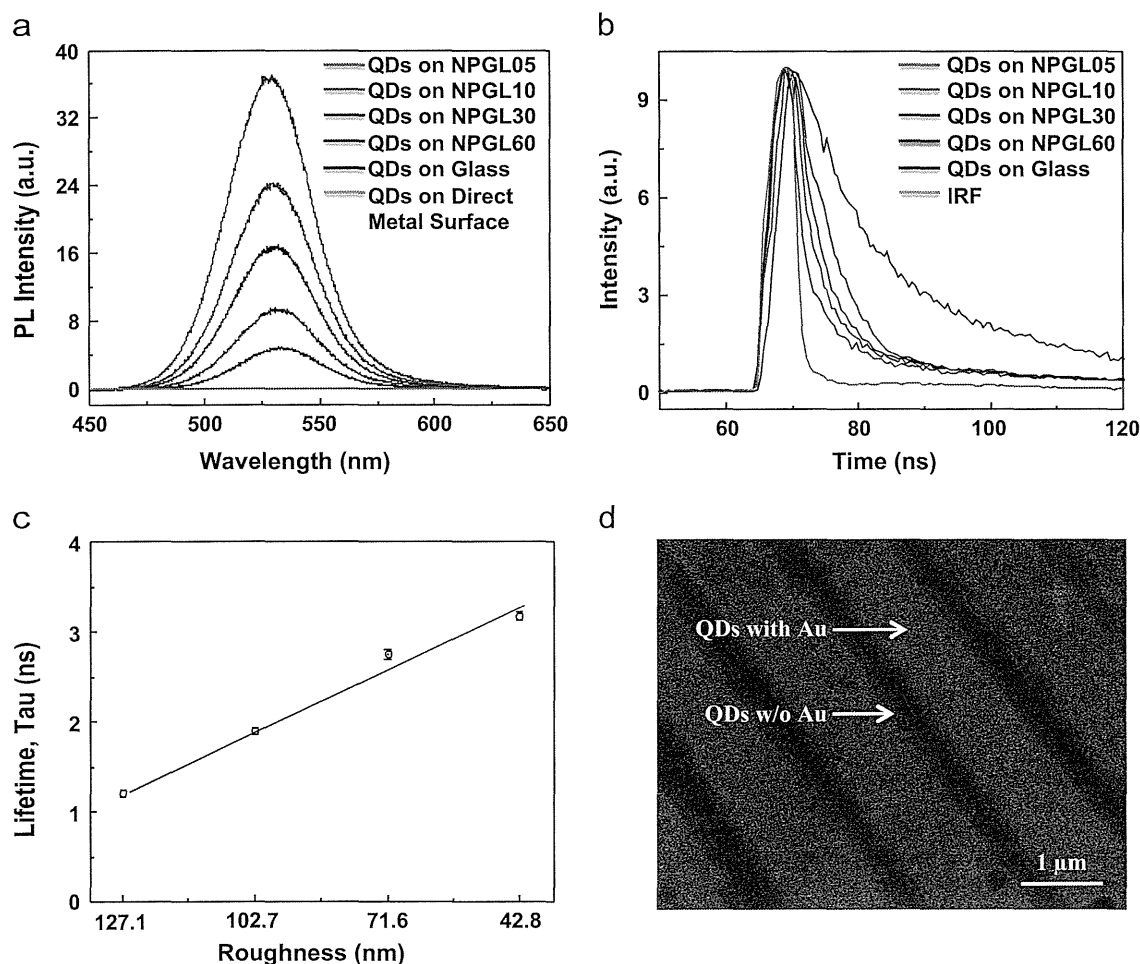 a
40
32
24
16
8
0
PL Intensity (a.u.)
450 500 550 600 650
Wavelength (nm)
QDs on NPGL05
QDs on NPGL10
QDs on NPGL30
QDs on NPGL60
QDs on Glass
QDs on Direct
Metal Surface
b
9
6
3
0
Intensity (a.u.)
60 80 100 120
Time (ns)
QDs on NPGL05
QDs on NPGL10
QDs on NPGL30
QDs on NPGL60
QDs on Glass
IRF
c
4
3
2
1
0
Lifetime, Tau (ns)
127.1 102.7 71.6 42.8
Roughness (nm)
d
QDs with Au
QDs w/o Au
1 μm